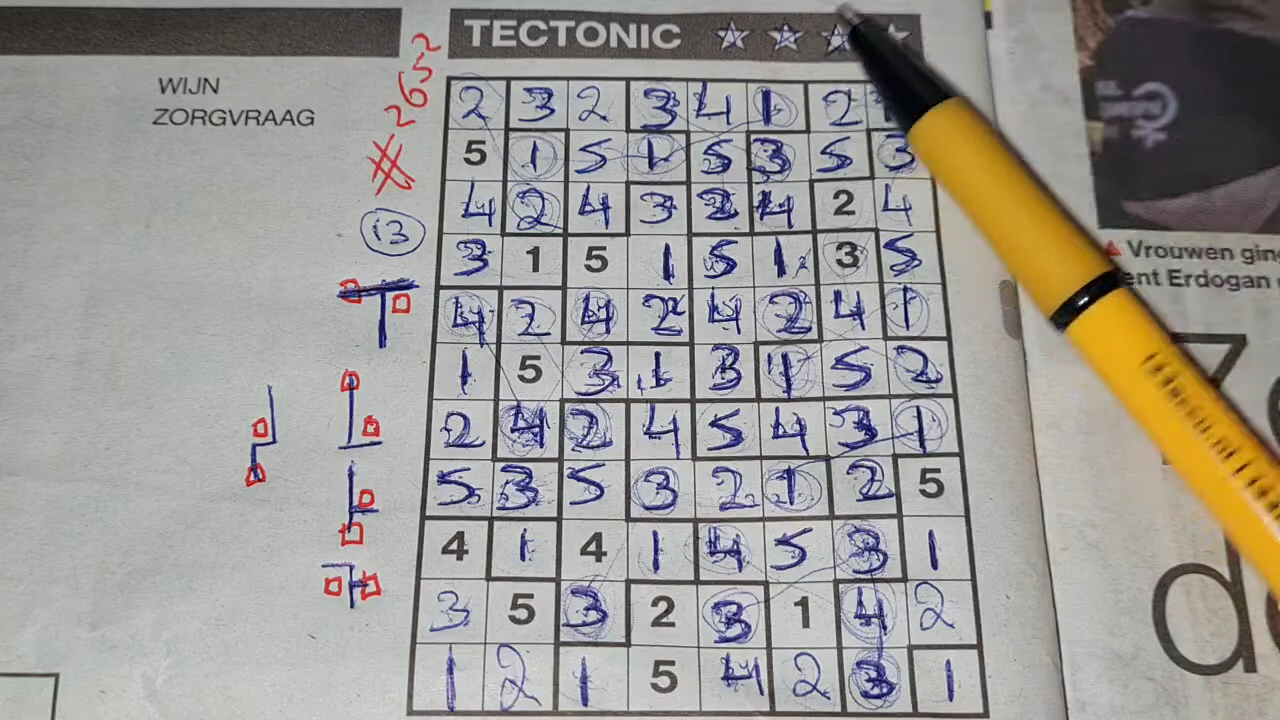 TECTONIC
WIJN
ZORGVRAAG
# 2652
13
2 3 2 3 4 1 2
5 1 5 1 5 3 5 3
4 2 4 3 2 4 2 4
3 1 5 1 5 1 3 5
4 2 4 2 4 2 4 1
1 5 3 1 3 1 5 2
2 4 2 4 5 4 3 1
5 3 5 3 2 1 2 5
4 1 4 1 4 5 3 1
3 5 3 2 3 1 4 2
1 2 1 5 4 2 3 1
Vrouwen gin
ent Erdogan
de